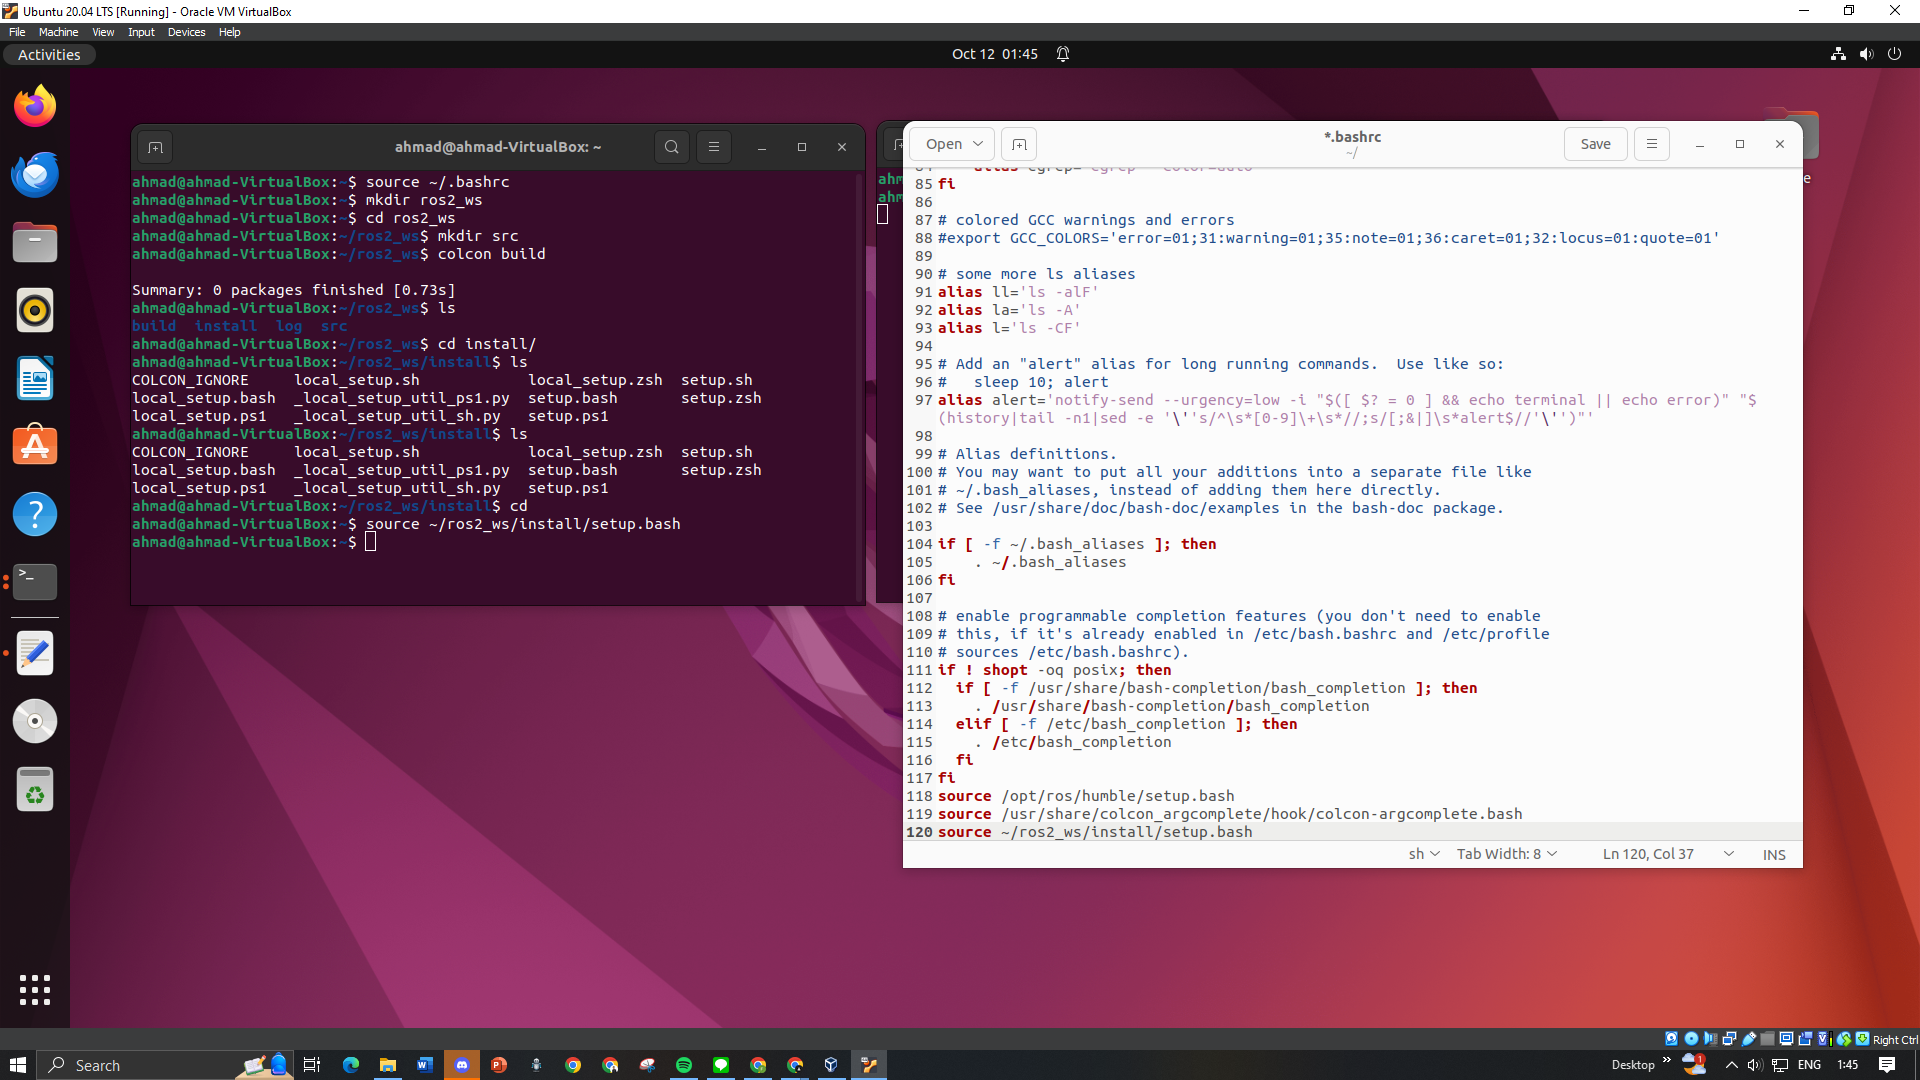 Ubuntu 20.04 LTS [Running] - Oracle VM VirtualBox
File Machine View Input Devices Help
Activities
Oct 12 01:45
ahmad@ahmad-VirtualBox: ~
ahmad@ahmad-VirtualBox:~$ source ~/.bashrc
ahmad@ahmad-VirtualBox:~$ mkdir ros2_ws
ahmad@ahmad-VirtualBox:~$ cd ros2_ws
ahmad@ahmad-VirtualBox:~/ros2_ws$ mkdir src
ahmad@ahmad-VirtualBox:~/ros2_ws$ colcon build
Summary: 0 packages finished [0.73s]
ahmad@ahmad-VirtualBox:~/ros2_ws$ ls
build install log src
ahmad@ahmad-VirtualBox:~/ros2_ws$ cd install/
ahmad@ahmad-VirtualBox:~/ros2_ws/install$ ls
COLCON_IGNORE local_setup.sh local_setup.zsh setup.sh
local_setup.bash _local_setup_util_ps1.py setup.bash setup.zsh
local_setup.ps1 _local_setup_util_sh.py setup.ps1
ahmad@ahmad-VirtualBox:~/ros2_ws/install$ ls
COLCON_IGNORE local_setup.sh local_setup.zsh setup.sh
local_setup.bash _local_setup_util_ps1.py setup.bash setup.zsh
local_setup.ps1 _local_setup_util_sh.py setup.ps1
ahmad@ahmad-VirtualBox:~/ros2_ws/install$ cd
ahmad@ahmad-VirtualBox:~$ source ~/ros2_ws/install/setup.bash
ahmad@ahmad-VirtualBox:~$
ahm
ahm
Open
*.bashrc
~/
Save
85 fi
86
87 # colored GCC warnings and errors
88 #export GCC_COLORS='error=01;31:warning=01;35:note=01;36:caret=01;32:locus=01:quote=01'
89
90 # some more ls aliases
91 alias ll='ls -alF'
92 alias la='ls -A'
93 alias l='ls -CF'
94
95 # Add an "alert" alias for long running commands.  Use like so:
96 #   sleep 10; alert
97 alias alert='notify-send --urgency=low -i "$([ $? = 0 ] && echo terminal || echo error)" "$
(history|tail -n1|sed -e '\''s/^\s*[0-9]\+\s*//;s/[;&|]\s*alert$//'\'')"'
98
99 # Alias definitions.
100 # You may want to put all your additions into a separate file like
101 # ~/.bash_aliases, instead of adding them here directly.
102 # See /usr/share/doc/bash-doc/examples in the bash-doc package.
103
104 if [ -f ~/.bash_aliases ]; then
105     . ~/.bash_aliases
106 fi
107
108 # enable programmable completion features (you don't need to enable
109 # this, if it's already enabled in /etc/bash.bashrc and /etc/profile
110 # sources /etc/bash.bashrc).
111 if ! shopt -oq posix; then
112   if [ -f /usr/share/bash-completion/bash_completion ]; then
113     . /usr/share/bash-completion/bash_completion
114   elif [ -f /etc/bash_completion ]; then
115     . /etc/bash_completion
116   fi
117 fi
118 source /opt/ros/humble/setup.bash
119 source /usr/share/colcon_argcomplete/hook/colcon-argcomplete.bash
120 source ~/ros2_ws/install/setup.bash
sh Tab Width: 8 Ln 120, Col 37 INS
e
Right Ctrl
Search
Desktop
1
ENG
1:45